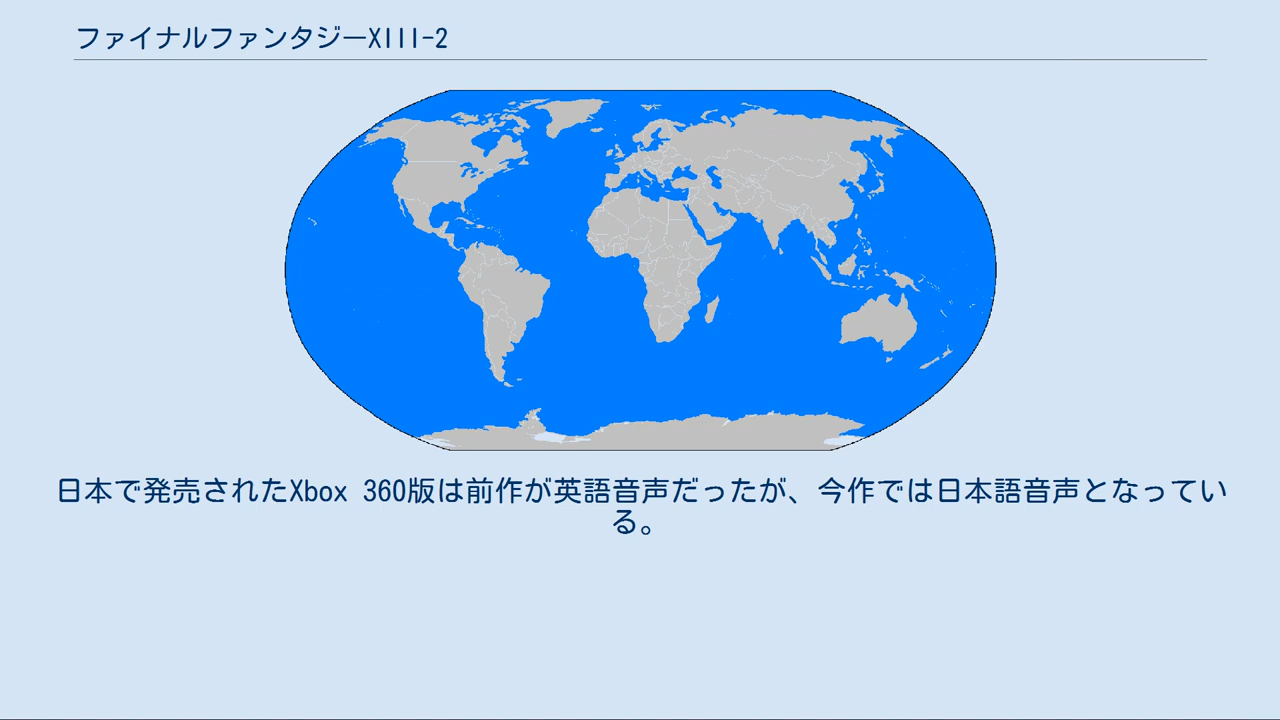 ファイナルファンタジーXIII-2
日本で発売されたXbox 360版は前作が英語音声だったが、今作では日本語音声となってい
る。